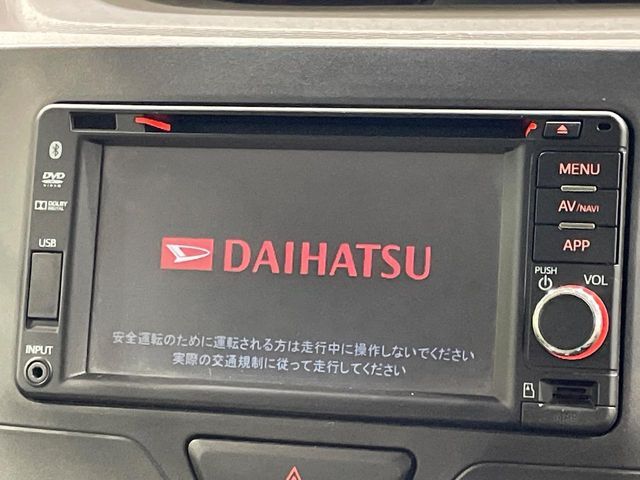 DVD
VIDEO
DOLBY
DIGITAL
USB
INPUT
DAIHATSU
安全運転のために運転される方は走行中に操作しないでください
実際の交通規制に従って走行してください
MENU
AV/NAVI
APP
PUSH
VOL